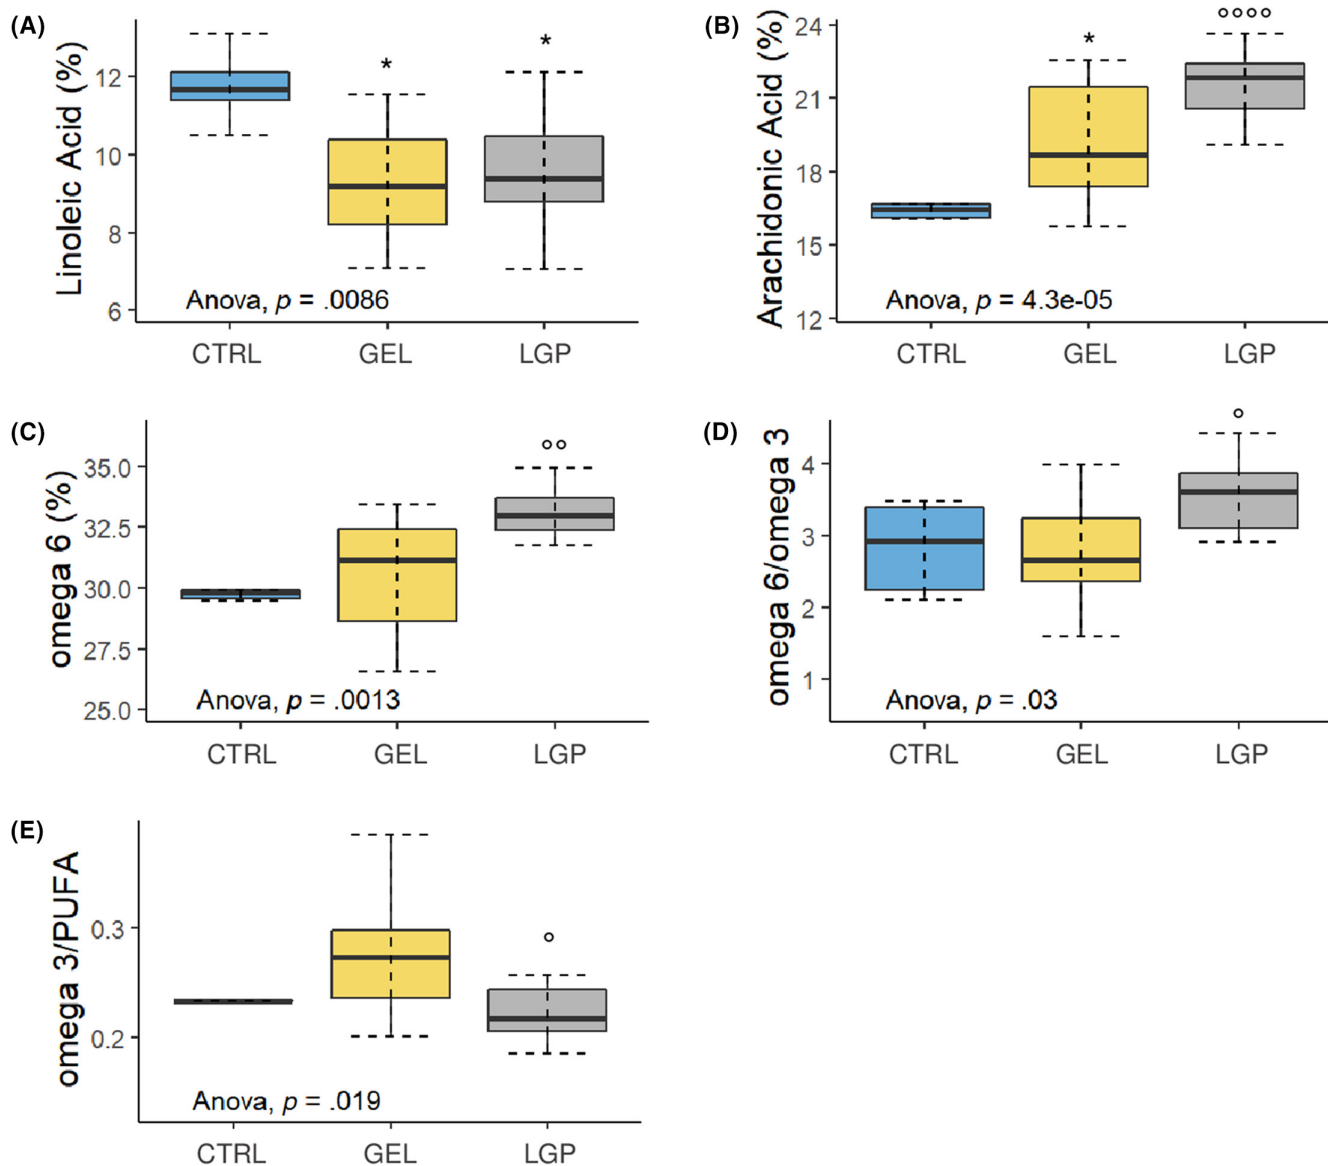 (A)
Linoleic Acid (%)
12
10
8
6
*
*
Anova, p = .0086
CTRL GEL LGP
(B)
Arachidonic Acid (%)
24
21
18
15
12
*
°°°°
Anova, p = 4.3e-05
CTRL GEL LGP
(C)
omega 6 (%)
35.0
32.5
30.0
27.5
25.0
°°
Anova, p = .0013
CTRL GEL LGP
(D)
omega 6/omega 3
4
3
2
1
°
Anova, p = .03
CTRL GEL LGP
(E)
omega 3/PUFA
0.3
0.2
°
Anova, p = .019
CTRL GEL LGP